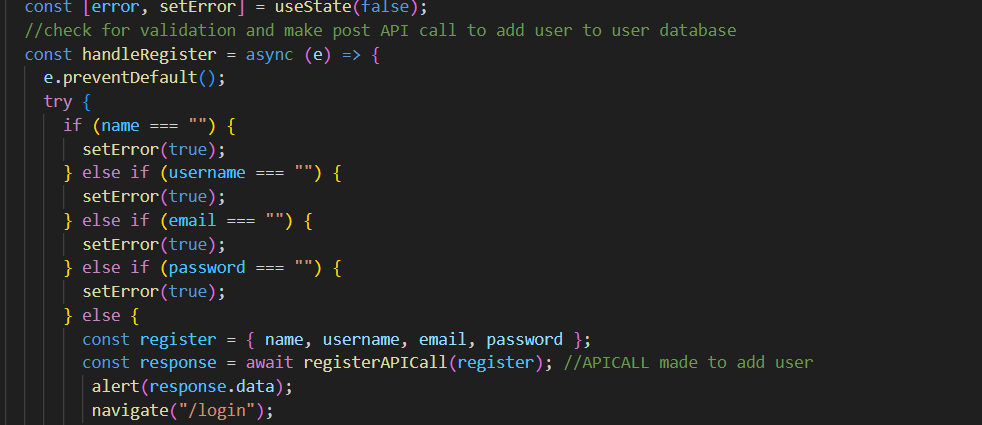 const [error, setError] = useState(false);
//check for validation and make post API call to add user to user database
const handleRegister = async (e) => {
e.preventDefault();
try {
if (name === "") {
setError(true);
} else if (username === "") {
setError(true);
} else if (email === "") {
setError(true);
} else if (password === "") {
setError(true);
} else {
const register = { name, username, email, password };
const response = await registerAPICall(register); //APICALL made to add user
alert(response.data);
navigate("/login");